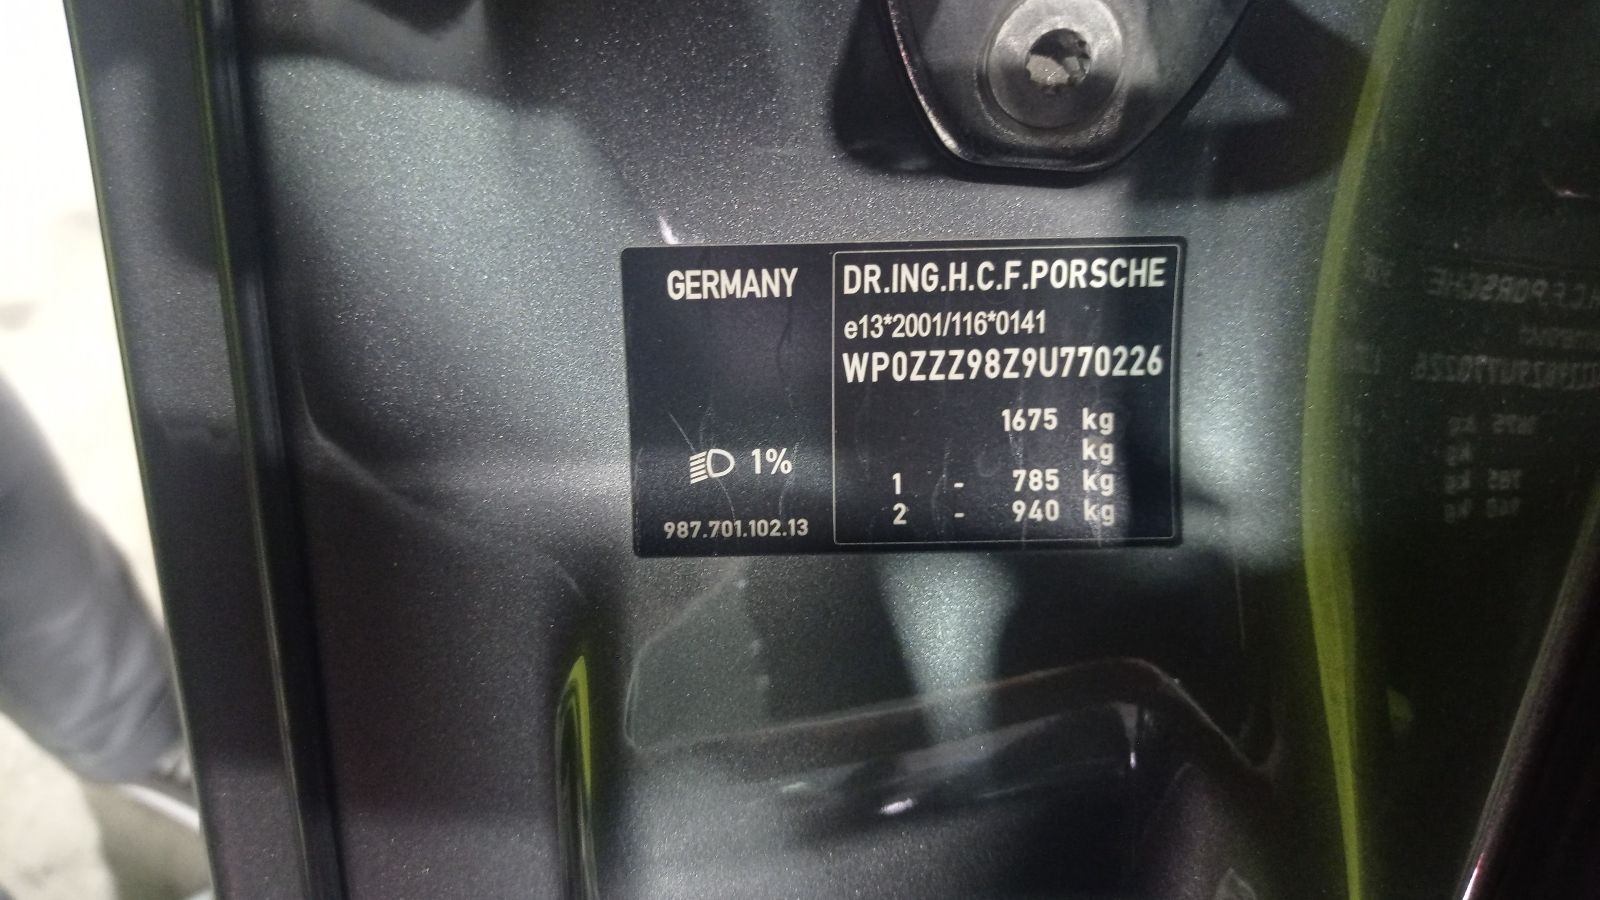 GERMANY
1%
987.701.102.13
DR.ING.H.C.F.PORSCHE
e13*2001/116*0141
WP0ZZZ98Z9U770226
1675 kg
kg
1 - 785 kg
2 - 940 kg